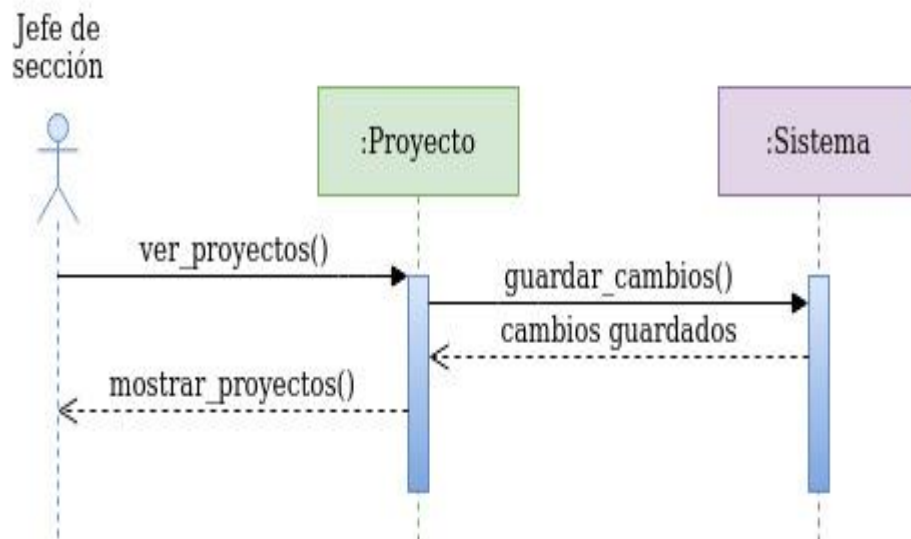 Jefe de
sección
:Proyecto
:Sistema
ver_proyectos()
guardar_cambios()
cambios guardados
mostrar_proyectos()